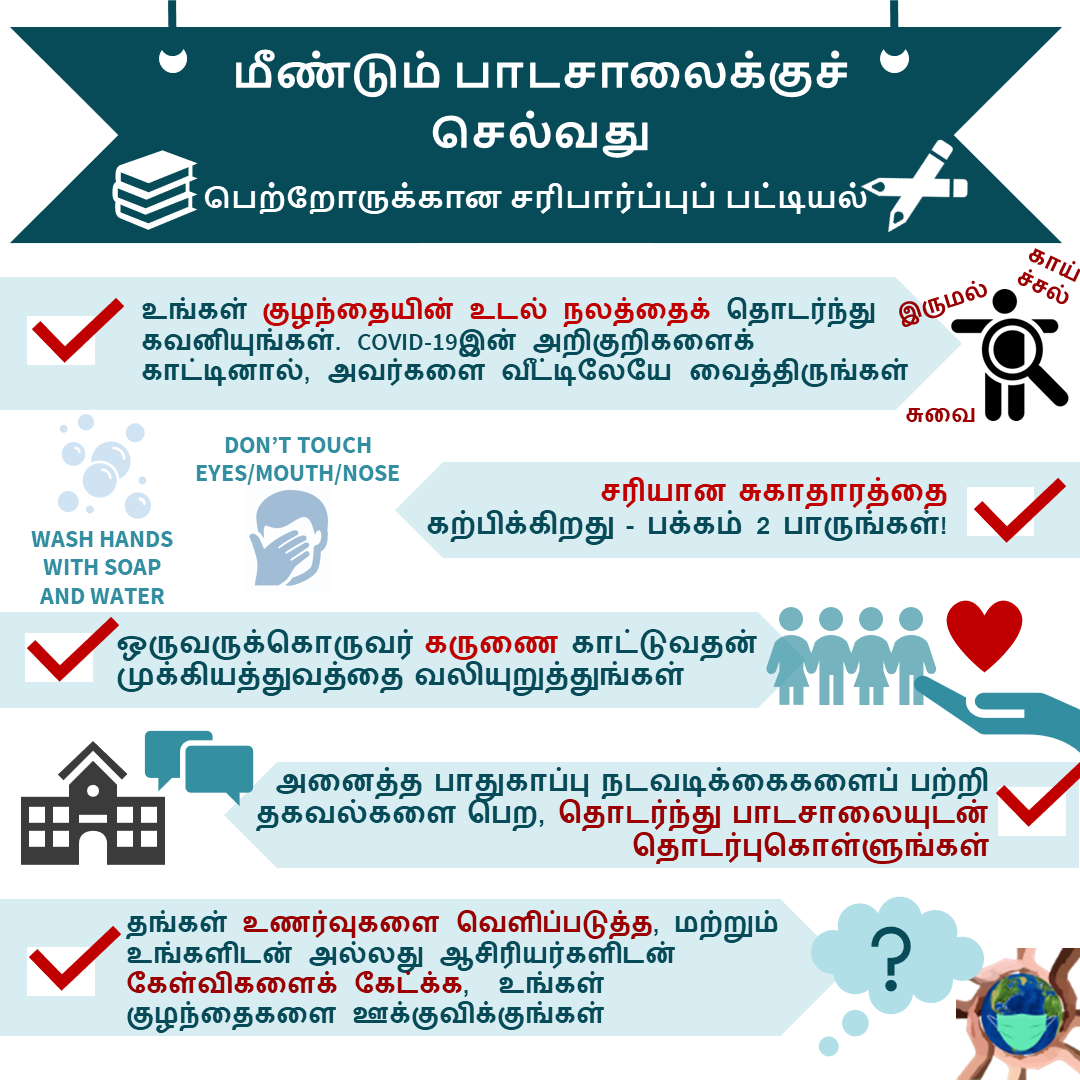 மீண்டும் பாடசாலைக்குச்
செல்வது
பெற்றோருக்கான சரிபார்ப்புப் பட்டியல்
உங்கள் குழந்தையின் உடல் நலத்தைக் தொடர்ந்து
கவனியுங்கள். COVID-19இன் அறிகுறிகளைக்
காட்டினால், அவர்களை வீட்டிலேயே வைத்திருங்கள்
இருமல்
காய்
ச்சல்
சுவை
DON'T TOUCH
EYES/MOUTH/NOSE
WASH HANDS
WITH SOAP
AND WATER
சரியான சுகாதாரத்தை
கற்பிக்கிறது - பக்கம் 2 பாருங்கள்!
ஒருவருக்கொருவர் கருணை காட்டுவதன்
முக்கியத்துவத்தை வலியுறுத்துங்கள்
அனைத்த பாதுகாப்பு நடவடிக்கைகளைப் பற்றி
தகவல்களை பெற, தொடர்ந்து பாடசாலையுடன்
தொடர்புகொள்ளுங்கள்
தங்கள் உணர்வுகளை வெளிப்படுத்த, மற்றும்
உங்களிடன் அல்லது ஆசிரியர்களிடன்
கேள்விகளைக் கேட்க்க, உங்கள்
குழந்தைகளை ஊக்குவிக்குங்கள்
?